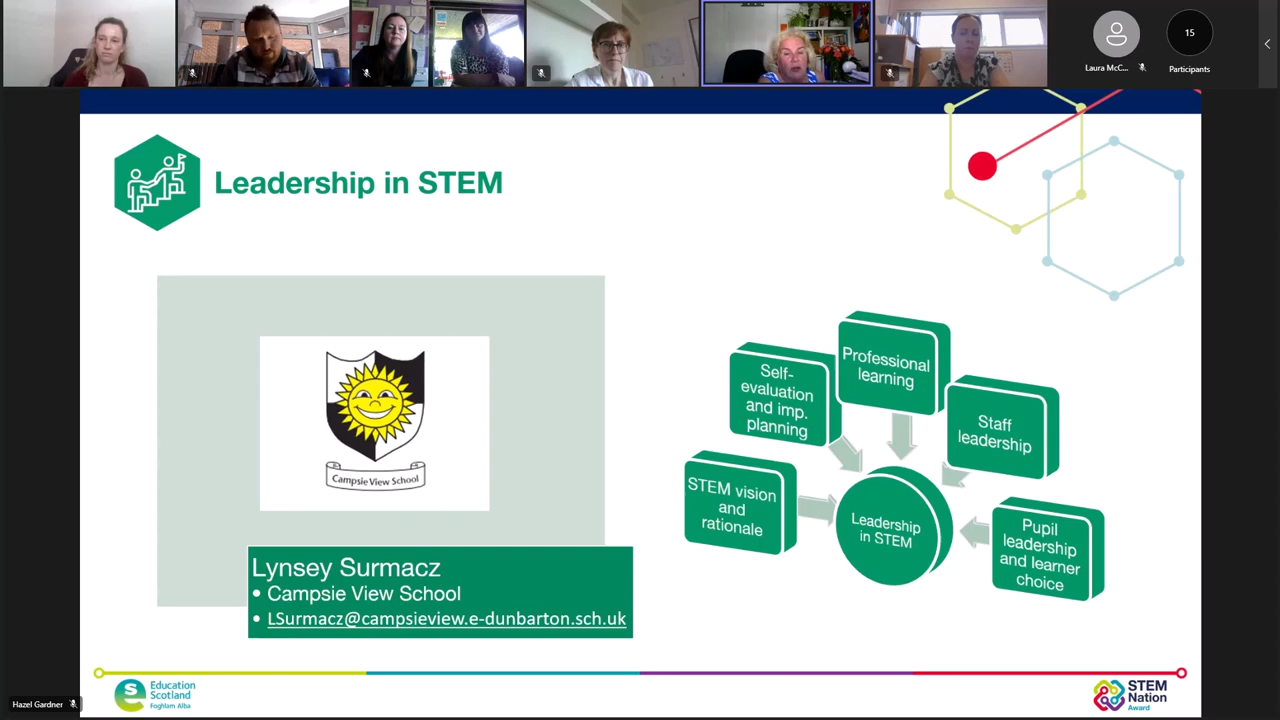 Laura McC...
15
Participants
Leadership in STEM
Campsie View School
Lynsey Surmacz
• Campsie View School
• LSurmacz@campsieview.e-dunbarton.sch.uk
Professional
learning
Self-
evaluation
and imp.
planning
Staff
leadership
STEM vision
and
rationale
Leadership
in STEM
Pupil
leadership
and learner
choice
Hazel Gardner
Education
Scotland
Foghlam Alba
STEM
Nation
Award